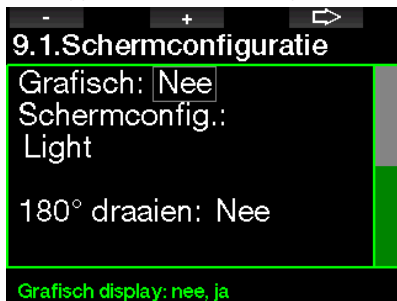 - +
9.1.Schermconfiguratie
Grafisch: Nee
Schermconfig.:
Light
180° draaien: Nee
Grafisch display: nee, ja